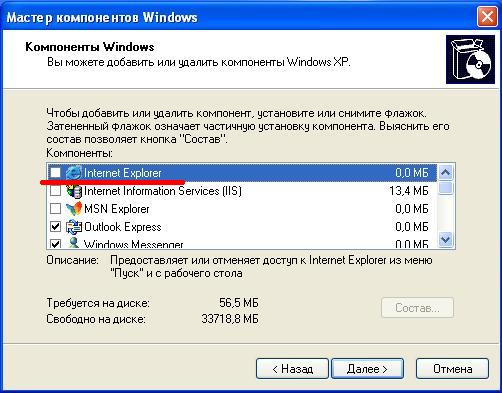 Мастер компонентов Windows
Компоненты Windows
Вы можете добавить или удалить компоненты Windows XP.
Чтобы добавить или удалить компонент, установите или снимите флажок.
Затененный флажок означает частичную установку компонента. Выяснить его
состав позволяет кнопка "Состав".
Компоненты:
Internet Explorer 0,0 МБ
Internet Information Services (IIS) 13,4 МБ
MSN Explorer 0,0 МБ
Outlook Express 0,0 МБ
Windows Messenger 0,0 МБ
Описание: Предоставляет или отменяет доступ к Internet Explorer из меню
"Пуск" и с рабочего стола
Требуется на диске: 56,5 МБ
Свободно на диске: 33718,8 МБ
Состав...
< Назад Далее > Отмена